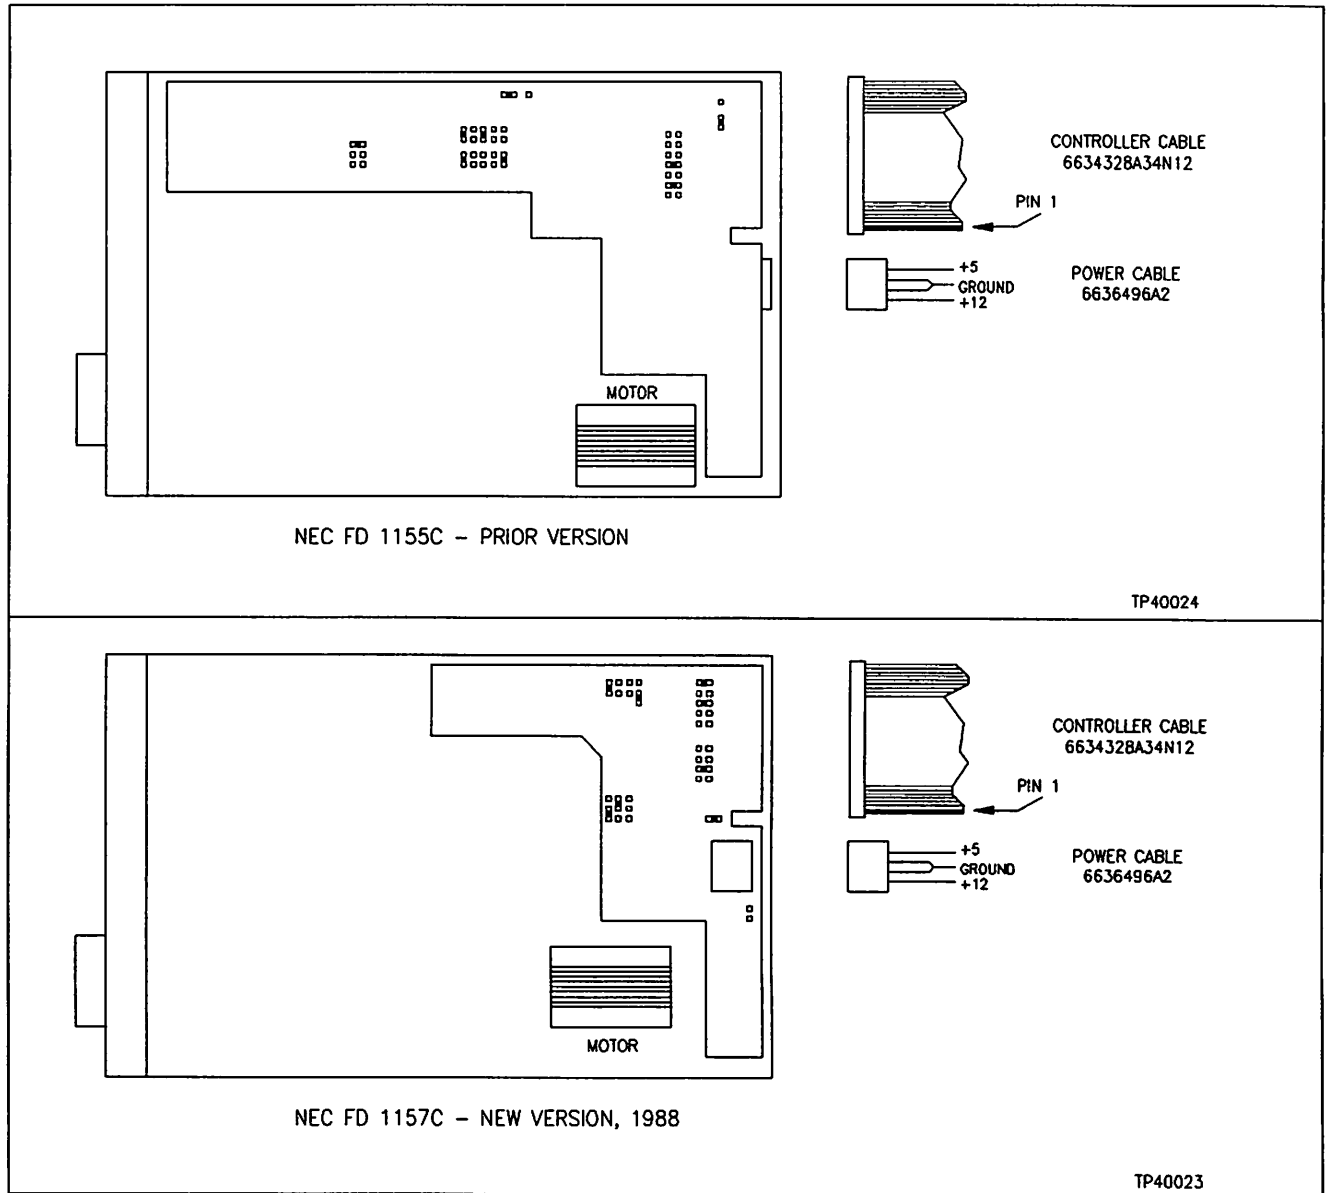 CONTROLLER CABLE
6634328A34N12
PIN 1
+5
GROUND
+12
POWER CABLE
6636496A2
MOTOR
NEC FD 1155C – PRIOR VERSION
TP40024
CONTROLLER CABLE
6634328A34N12
PIN 1
+5
GROUND
+12
POWER CABLE
6636496A2
MOTOR
NEC FD 1157C – NEW VERSION, 1988
TP40023